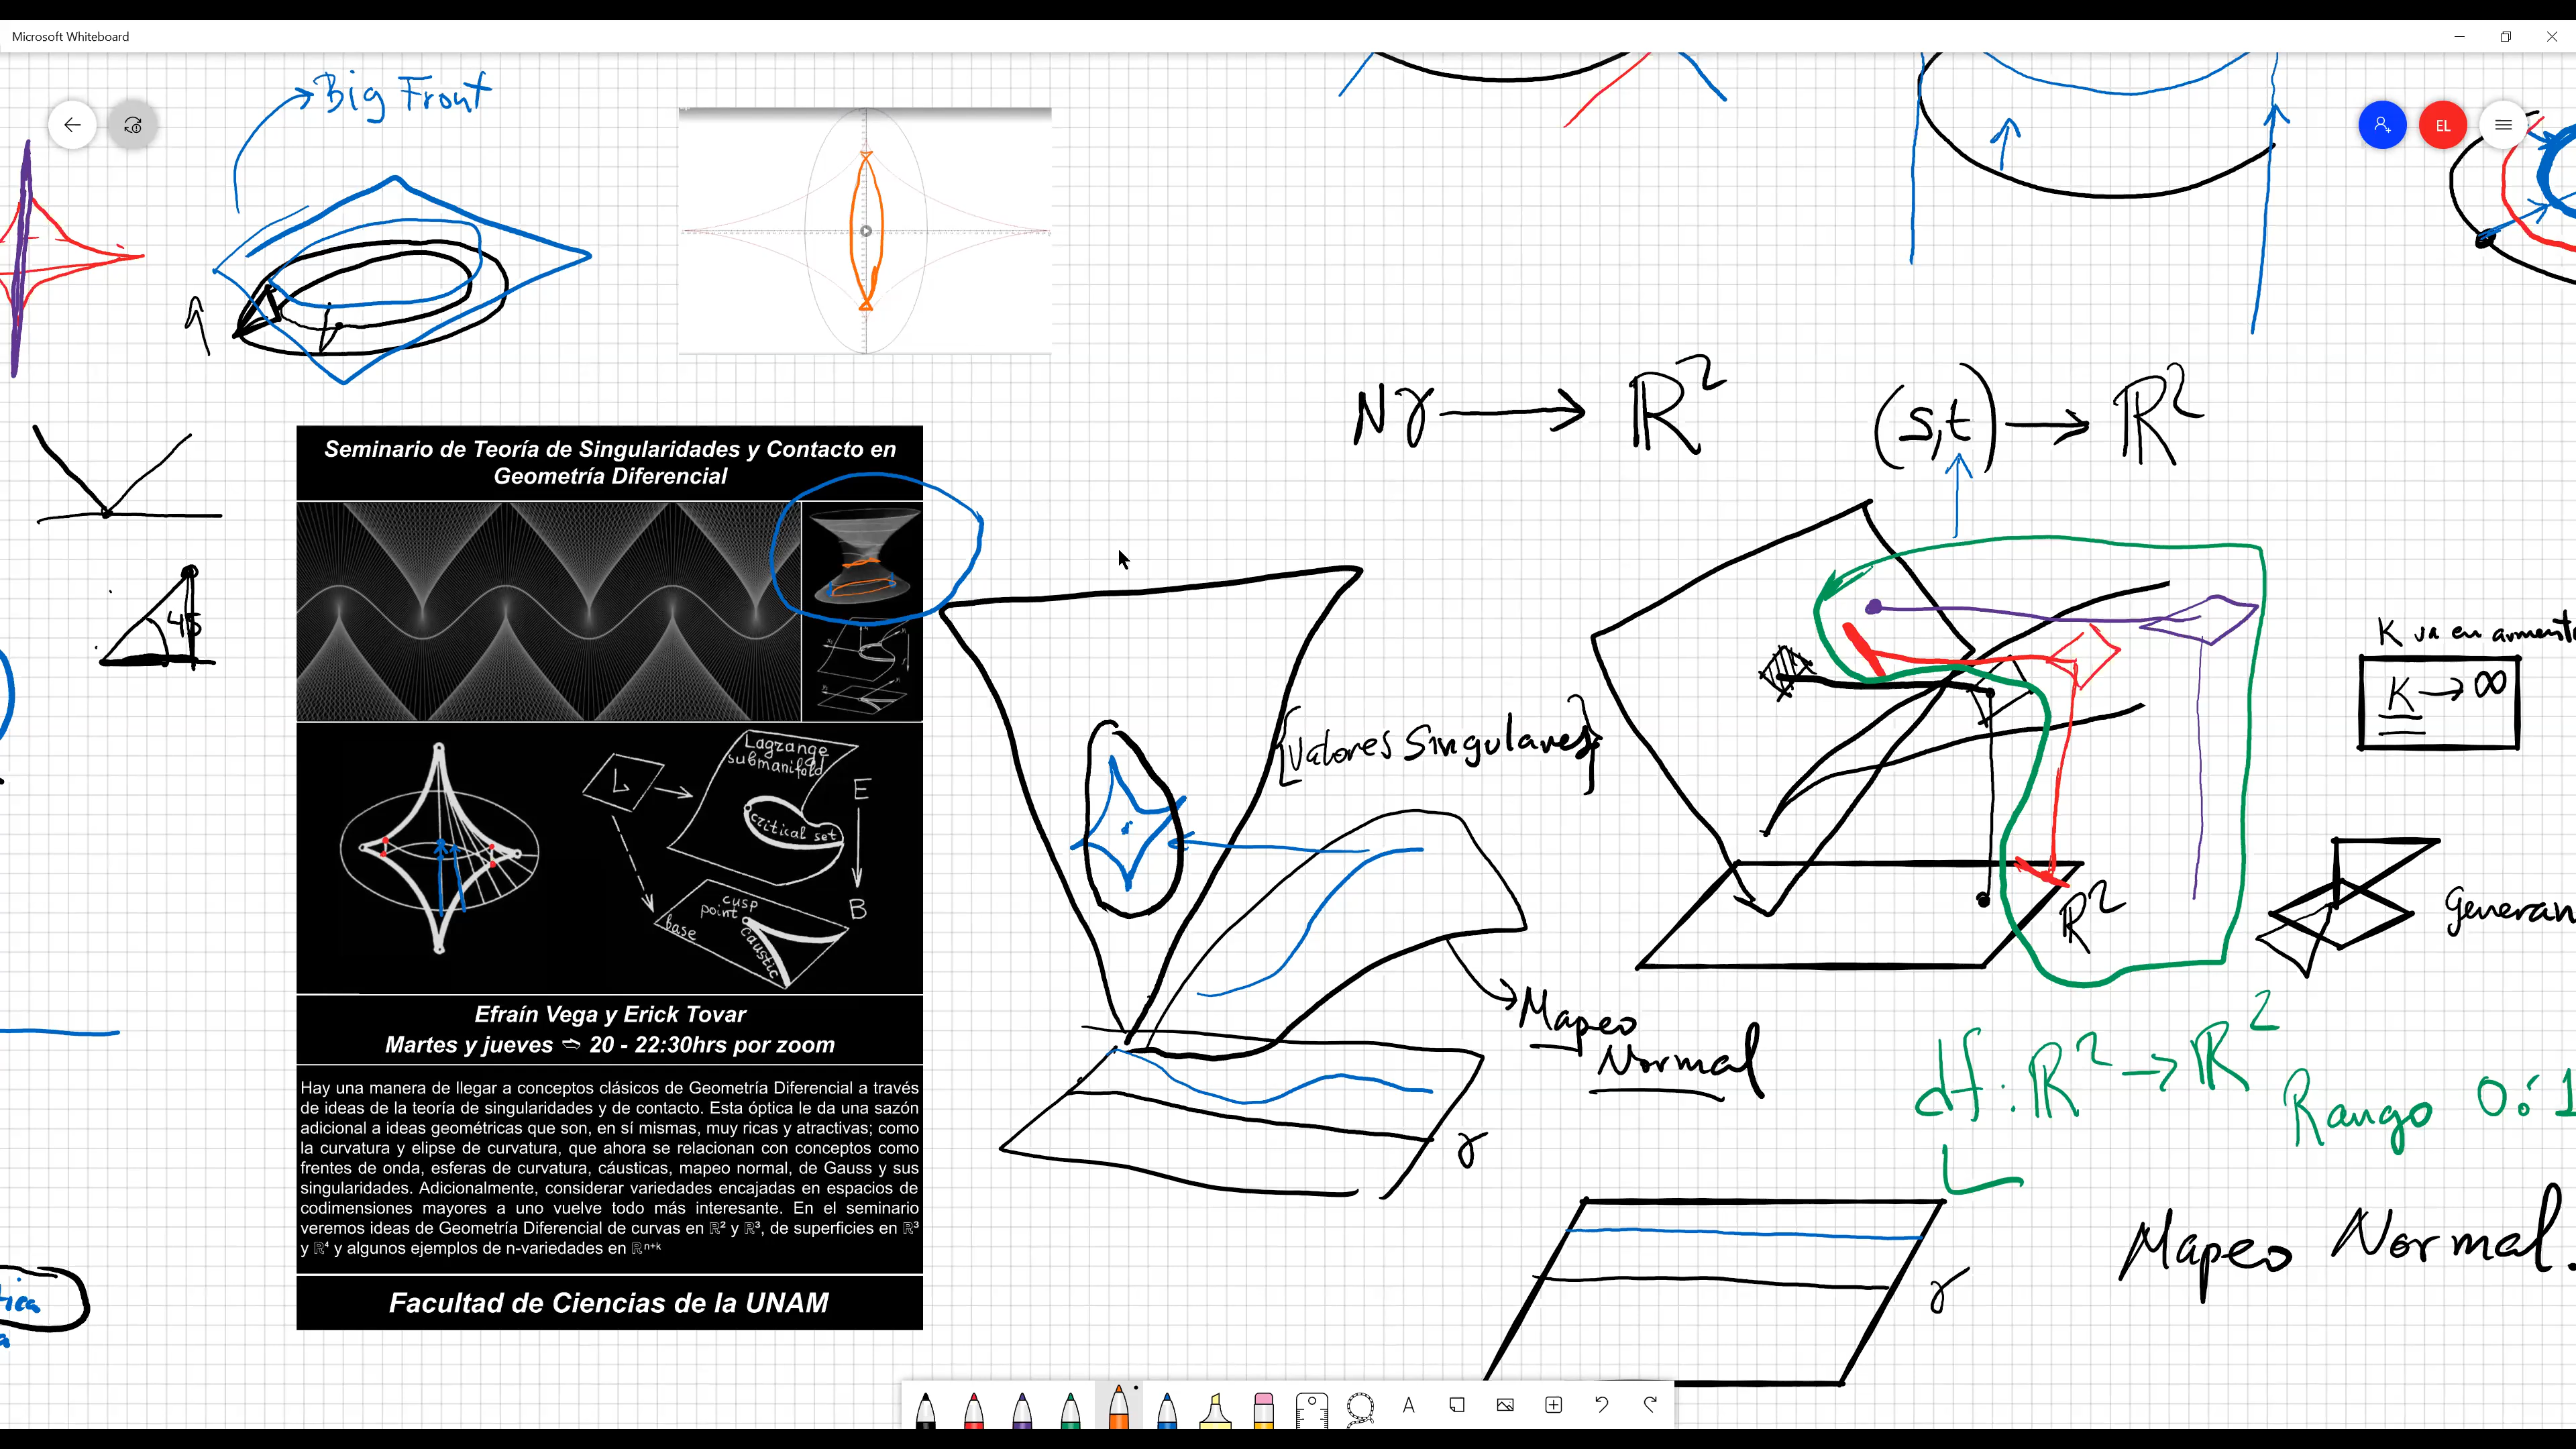 Microsoft Whiteboard
Big Front
EL
Nγ → ℝ²
(s,t) → ℝ²
Seminario de Teoría de Singularidades y Contacto en
Geometría Diferencial
45
[Valores Singulares]
K va en aumento
K → ∞
Lagrange
submanifold
L
critical set
E
B
cusp
point
base
caustic
ℝ²
Generan
Mapeo
Normal
γ
Efraín Vega y Erick Tovar
Martes y jueves ➬ 20 - 22:30hrs por zoom
df: ℝ² → ℝ²
Rango 0:1
Hay una manera de llegar a conceptos clásicos de Geometría Diferencial a través
de ideas de la teoría de singularidades y de contacto. Esta óptica le da una sazón
adicional a ideas geométricas que son, en sí mismas, muy ricas y atractivas; como
la curvatura y elipse de curvatura, que ahora se relacionan con conceptos como
frentes de onda, esferas de curvatura, cáusticas, mapeo normal, de Gauss y sus
singularidades. Adicionalmente, considerar variedades encajadas en espacios de
codimensiones mayores a uno vuelve todo más interesante. En el seminario
veremos ideas de Geometría Diferencial de curvas en ℝ² y ℝ³, de superficies en ℝ³
y ℝ⁴ y algunos ejemplos de n-variedades en ℝⁿ⁺ᵏ
Mapeo Normal.
γ
Facultad de Ciencias de la UNAM
A